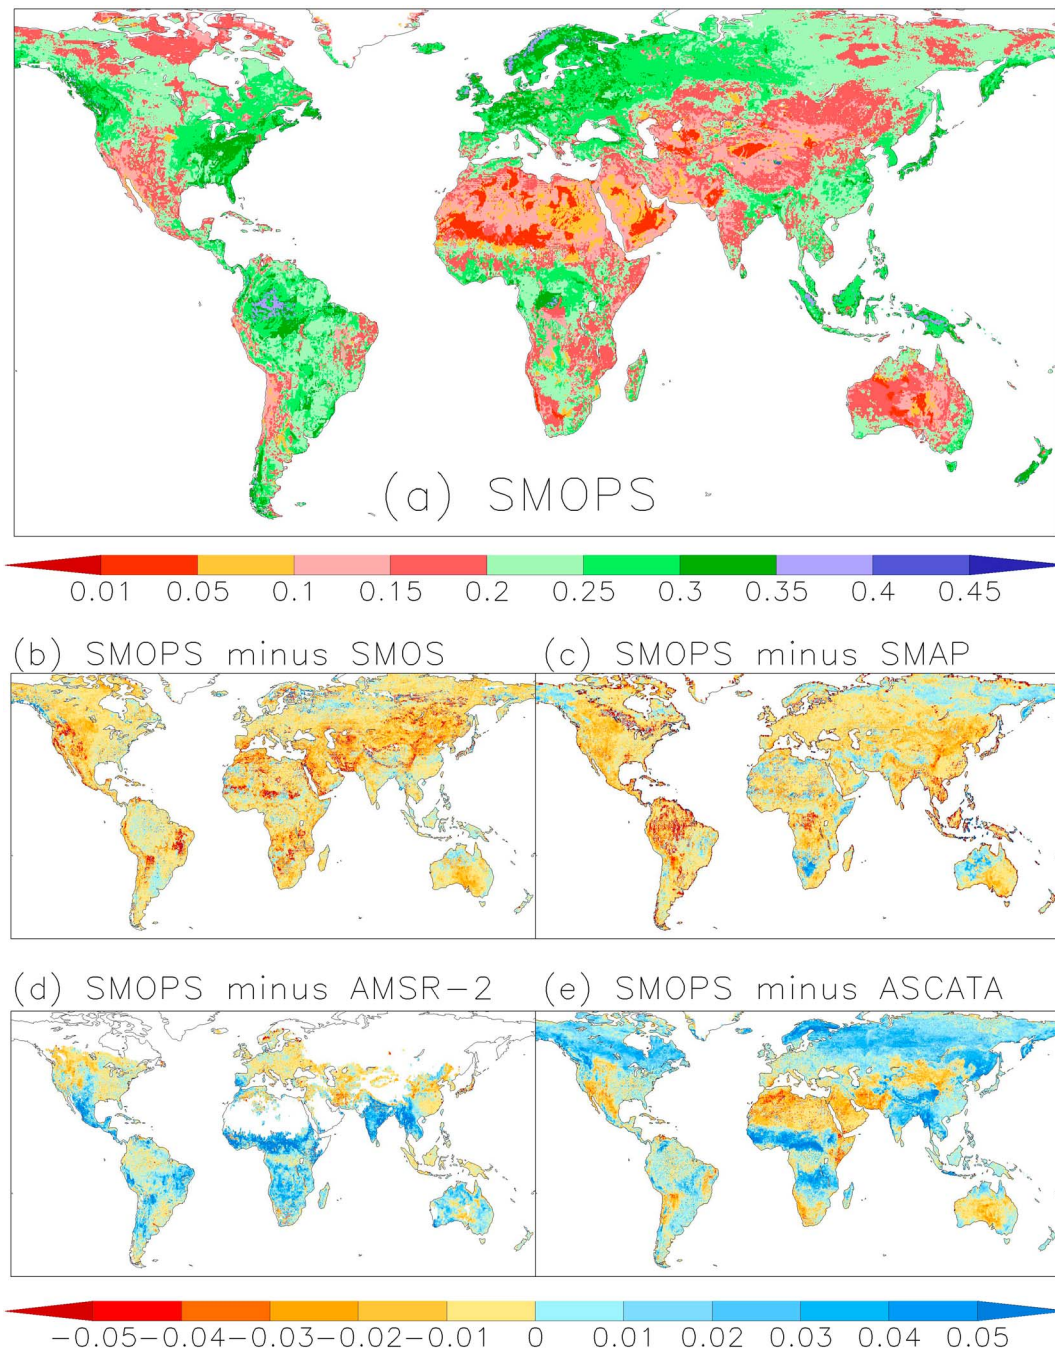 (a) SMOPS
0.01 0.05 0.1 0.15 0.2 0.25 0.3 0.35 0.4 0.45
(b) SMOPS minus SMOS (c) SMOPS minus SMAP
(d) SMOPS minus AMSR-2 (e) SMOPS minus ASCATA
-0.05 -0.04 -0.03 -0.02 -0.01 0 0.01 0.02 0.03 0.04 0.05